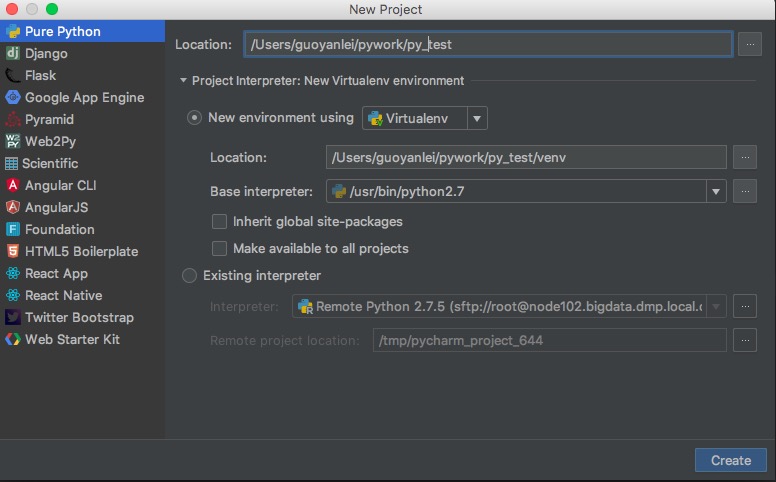 New Project
Pure Python
Django
Flask
Google App Engine
Pyramid
Web2Py
Scientific
Angular CLI
AngularJS
Foundation
HTML5 Boilerplate
React App
React Native
Twitter Bootstrap
Web Starter Kit
Location: /Users/guoyanlei/pywork/py_test ...
Project Interpreter: New Virtualenv environment
New environment using Virtualenv
Location: /Users/guoyanlei/pywork/py_test/venv ...
Base interpreter: /usr/bin/python2.7 ...
Inherit global site-packages
Make available to all projects
Existing interpreter
Interpreter: Remote Python 2.7.5 (sftp://root@node102.bigdata.dmp.local.c ...
Remote project location: /tmp/pycharm_project_644 ...
Create